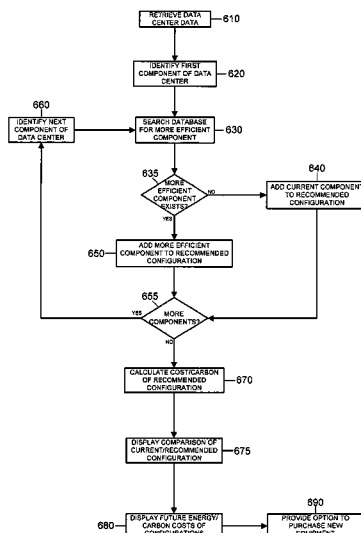 RETRIEVE DATA
CENTER DATA
610
IDENTIFY FIRST
COMPONENT OF DATA
CENTER
620
660
IDENTIFY NEXT
COMPONENT OF
DATA CENTER
SEARCH DATABASE
FOR MORE EFFICIENT
COMPONENT
630
635
MORE
EFFICIENT
COMPONENT
EXISTS?
NO
YES
640
ADD CURRENT COMPONENT
TO RECOMMENDED
CONFIGURATION
650
ADD MORE EFFICIENT
COMPONENT TO RECOMMENDED
CONFIGURATION
655
MORE
COMPONENTS?
YES
NO
CALCULATE COST/CARBON
OF RECOMMENDED
CONFIGURATION
670
DISPLAY COMPARISON OF
CURRENT/RECOMMENDED
CONFIGURATION
675
680
DISPLAY FUTURE ENERGY/
CARBON COSTS OF
CONFIGURATIONS
690
PROVIDE OPTION TO
PURCHASE NEW
EQUIPMENT